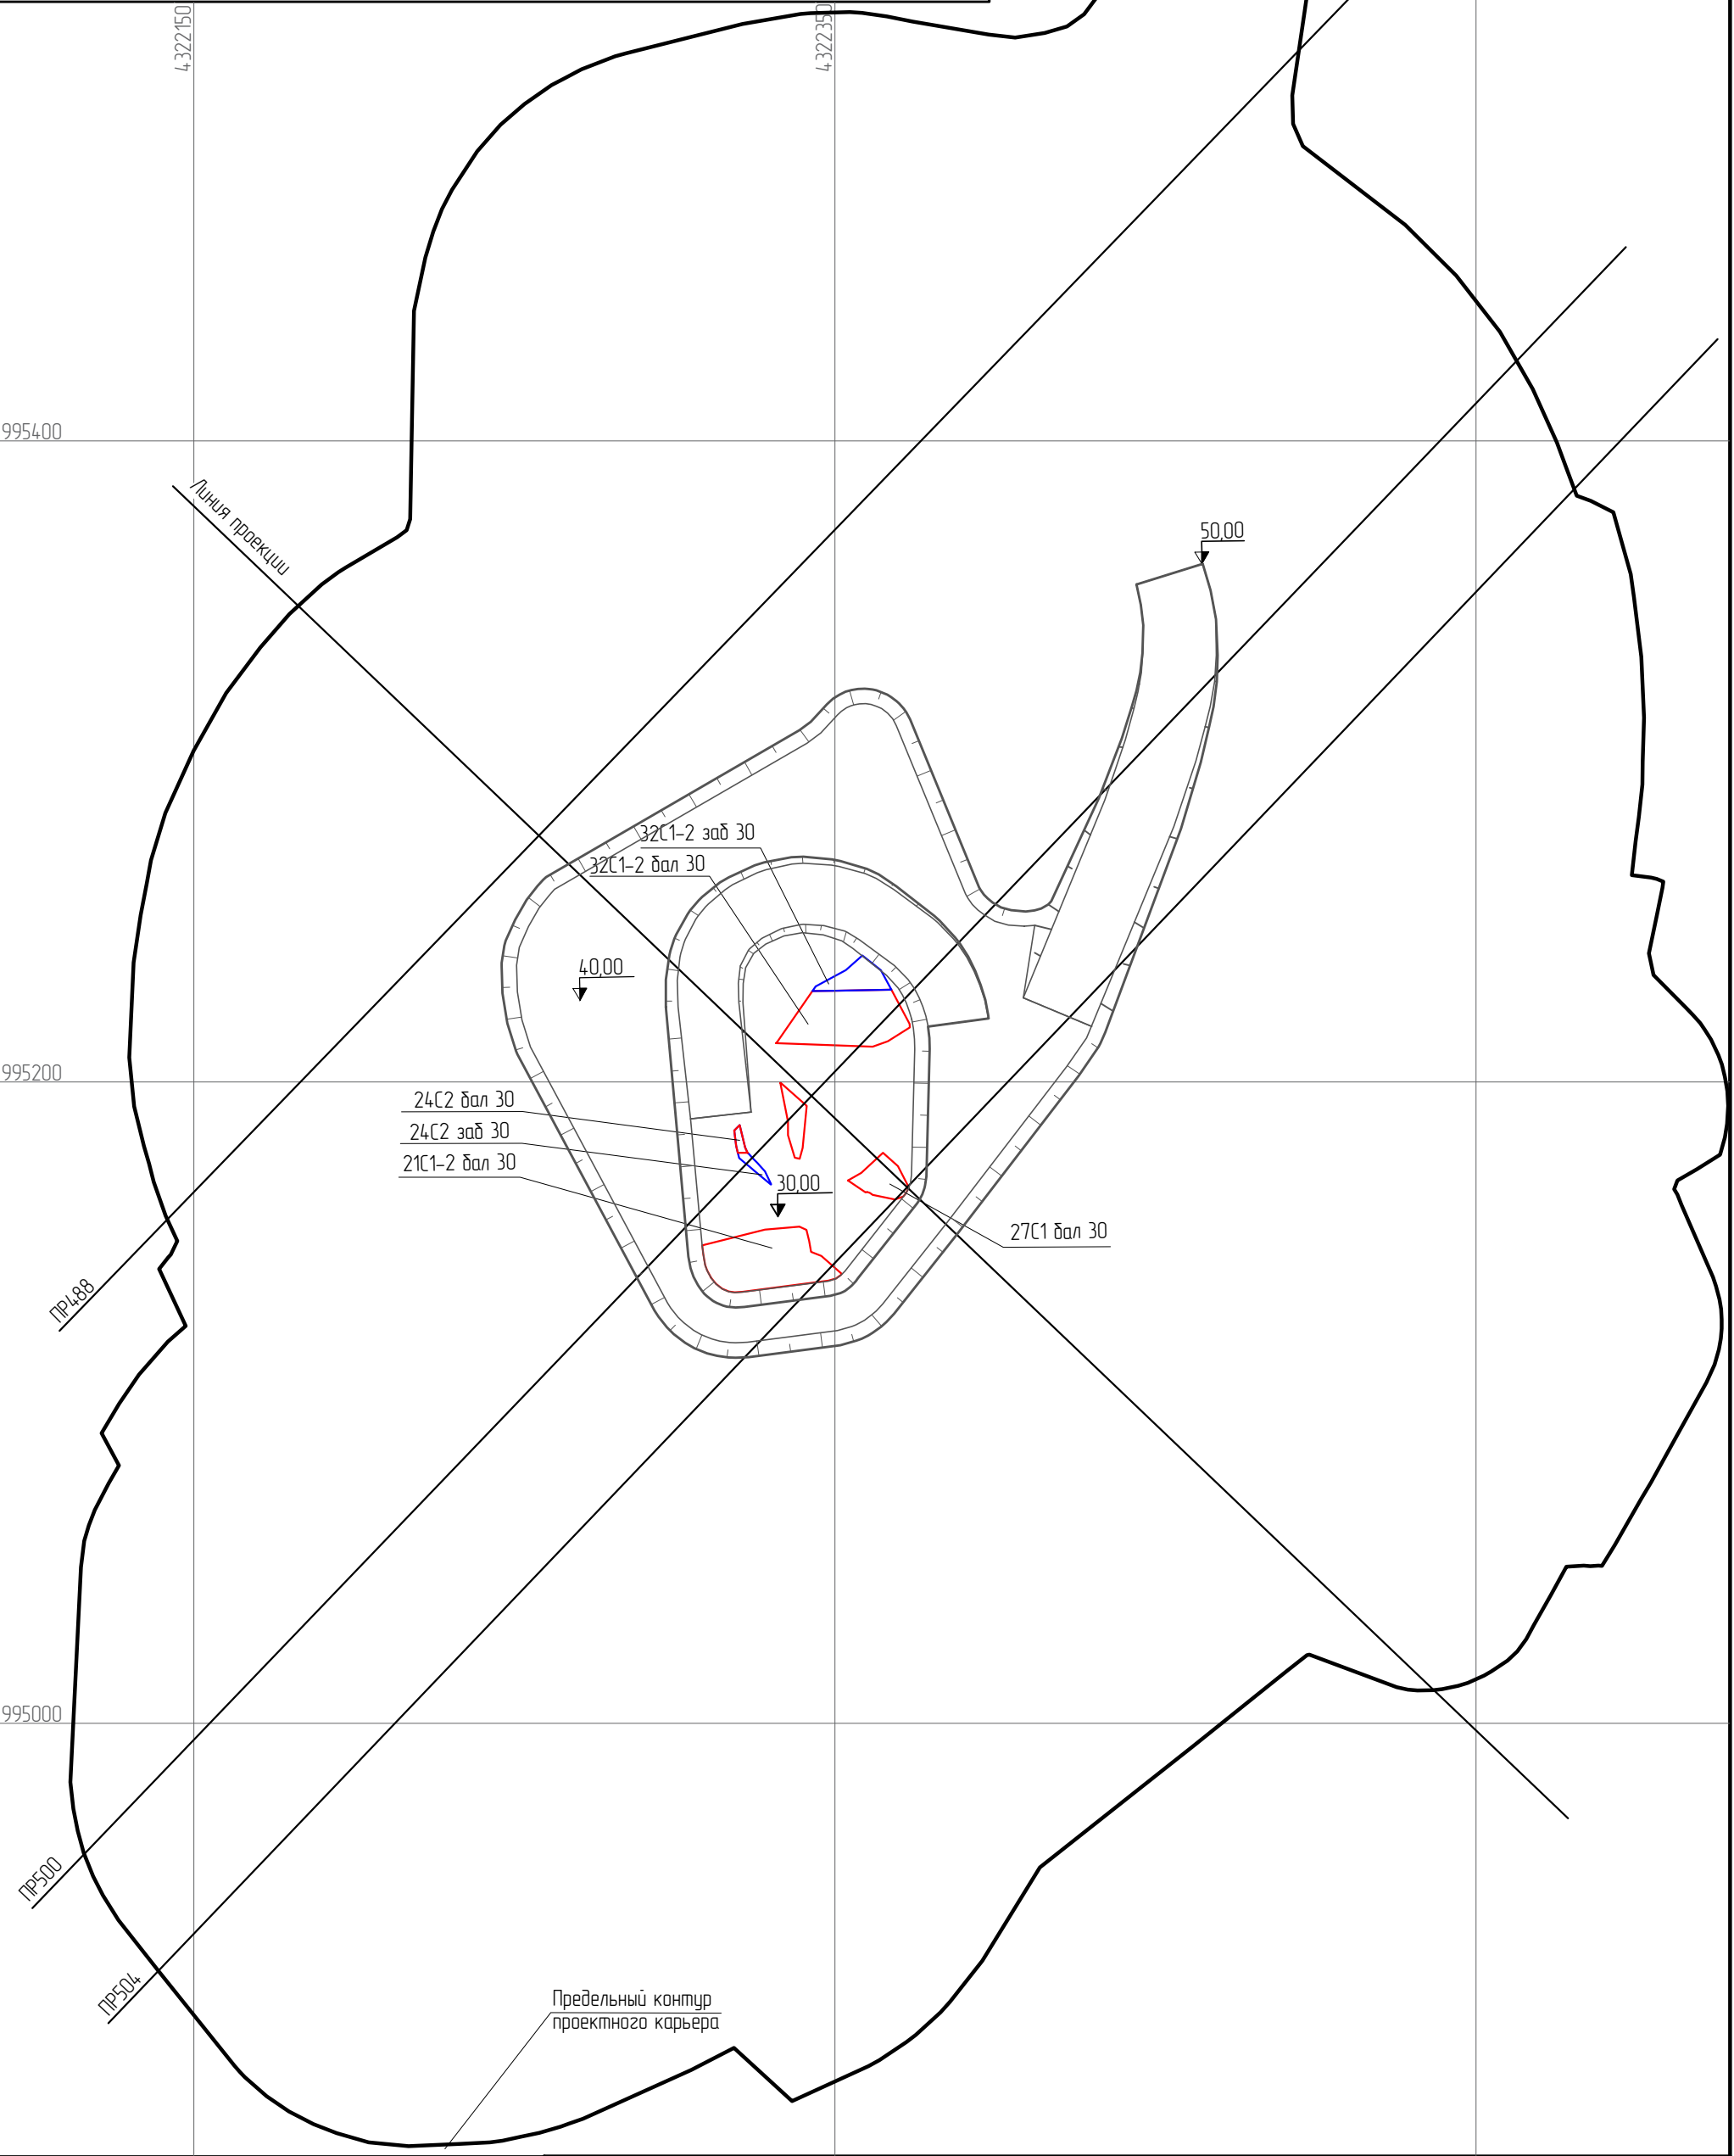 4322150
4322350
995400
Линия проекции
50,00
32С1-2 заб 30
32С1-2 бал 30
40,00
995200
24С2 бал 30
24С2 заб 30
21С1-2 бал 30
30,00
27С1 бал 30
ПР488
995000
ПР500
ПР504
Предельный контур
проектного карьера